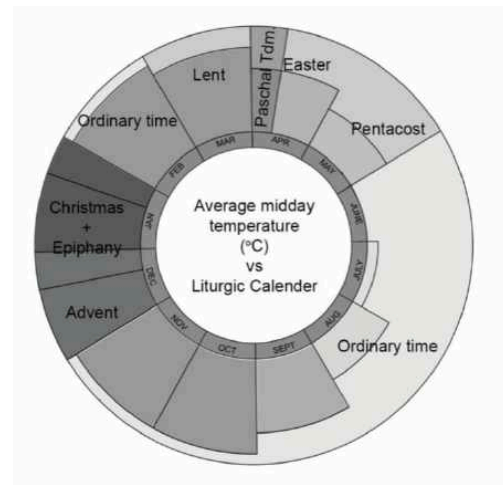 Lent
Paschal Tdm.
Easter
Pentacost
Ordinary time
Christmas
+
Epiphany
Advent
Ordinary time
JAN
FEB
MAR
APR
MAY
JUNE
JULY
AUG
SEPT
OCT
NOV
DEC
Average midday
temperature
(°C)
vs
Liturgic Calender